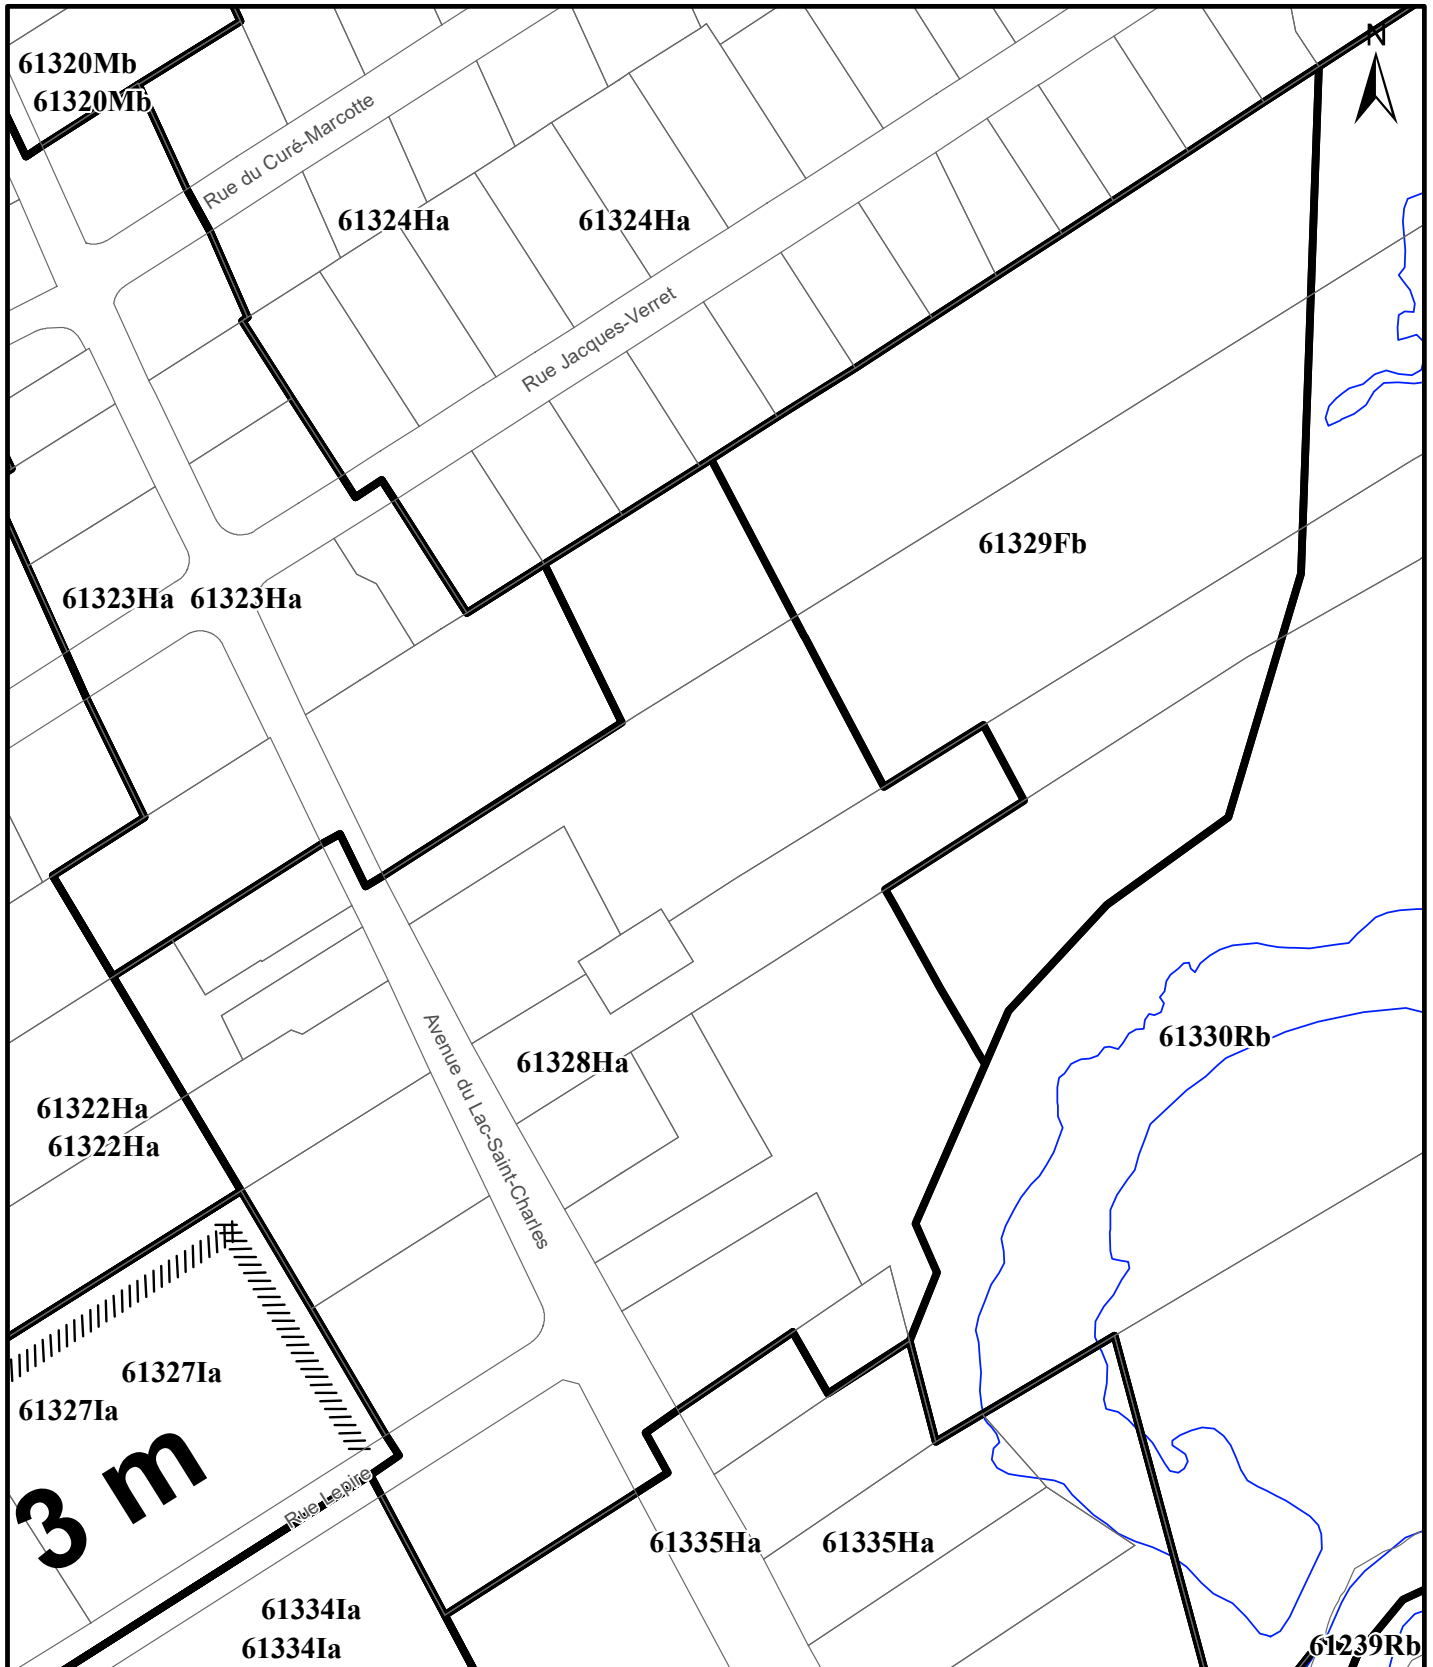 N
61320Mb
61320Mb
Rue du Curé-Marcotte
61324Ha
61324Ha
Rue Jacques-Verret
61329Fb
61323Ha
61323Ha
61330Rb
Avenue du Lac-Saint-Charles
61328Ha
61322Ha
61322Ha
61327Ia
61327Ia
3 m
Rue Lepire
61335Ha
61335Ha
61334Ia
61334Ia
61239Rb